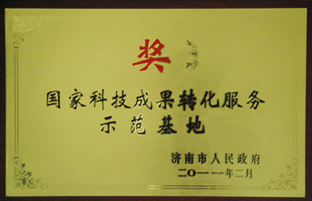 奖
国家科技成果转化服务
示范基地
济南市人民政府
二〇一一年二月